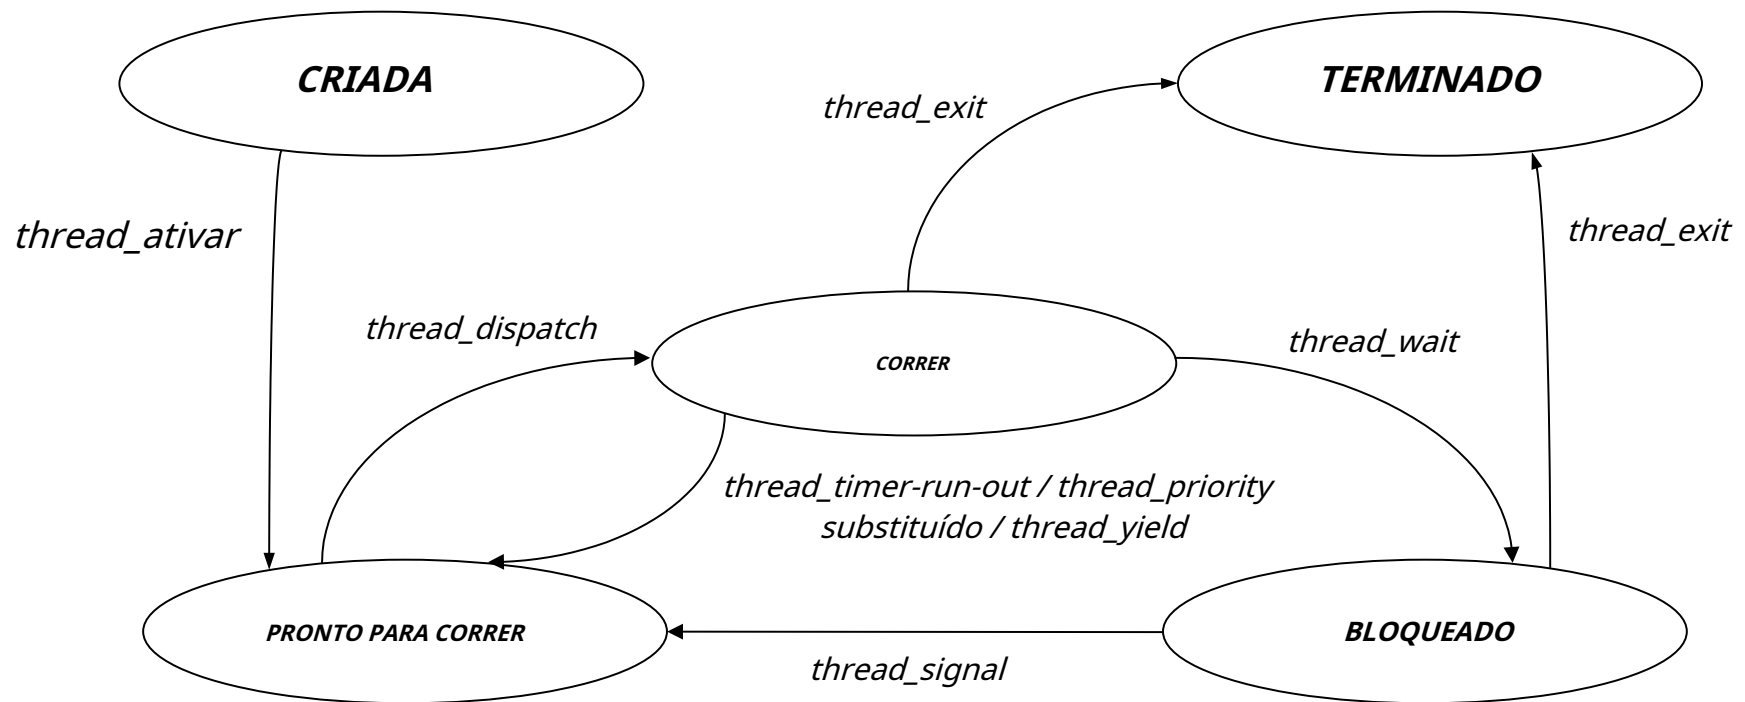 CRIADA
TERMINADO
thread_exit
thread_ativar
thread_exit
thread_dispatch
thread_wait
CORRER
thread_timer-run-out / thread_priority
substituído / thread_yield
PRONTO PARA CORRER
BLOQUEADO
thread_signal